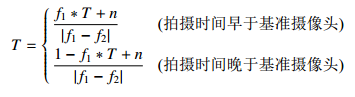 T = { (f₁ * T + n) / |f₁ − f₂| (拍摄时间早于基准摄像头)
(1 − f₁ * T + n) / |f₁ − f₂| (拍摄时间晚于基准摄像头)